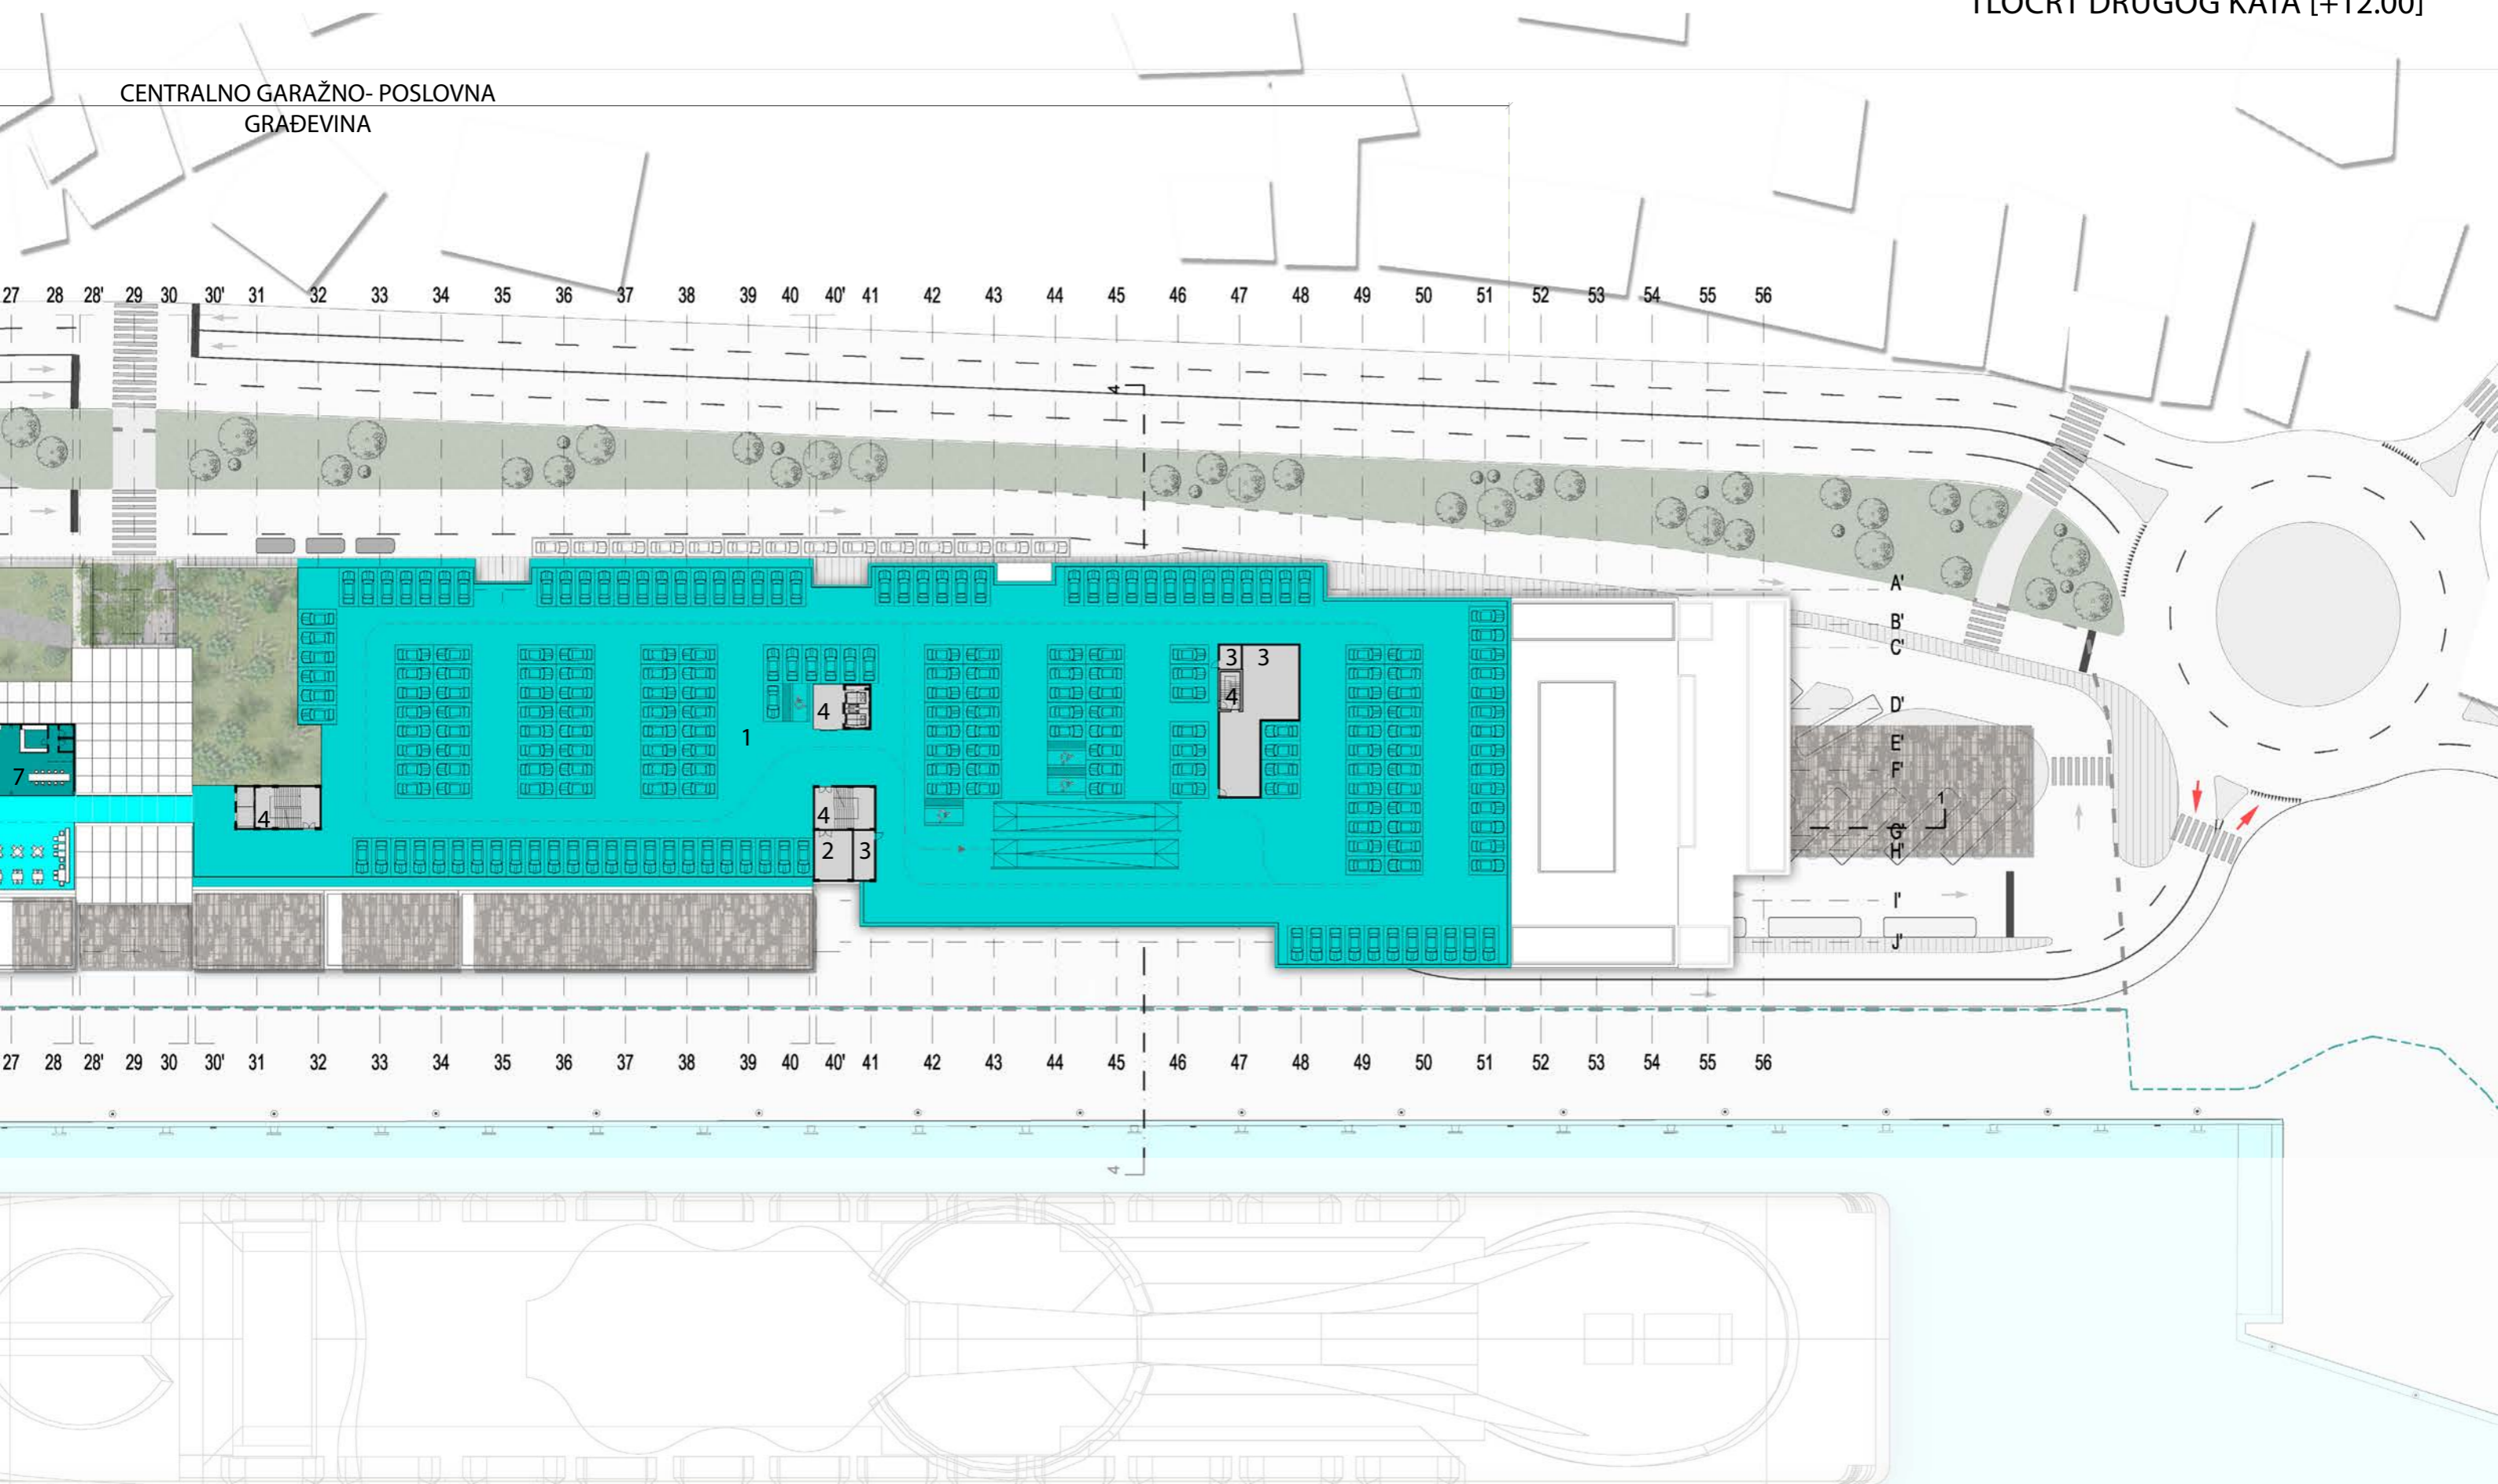 TLOCRT DRUGOG KATA [+12.00]
CENTRALNO GARAŽNO- POSLOVNA
GRAĐEVINA
27 28 28' 29 30 30' 31 32 33 34 35 36 37 38 39 40 40' 41 42 43 44 45 46 47 48 49 50 51 52 53 54 55 56
4
A'
B'
C'
3 3
4
D'
4
1
E'
7
F'
1
4
4
G'
2 3
H'
I'
J'
27 28 28' 29 30 30' 31 32 33 34 35 36 37 38 39 40 40' 41 42 43 44 45 46 47 48 49 50 51 52 53 54 55 56
4